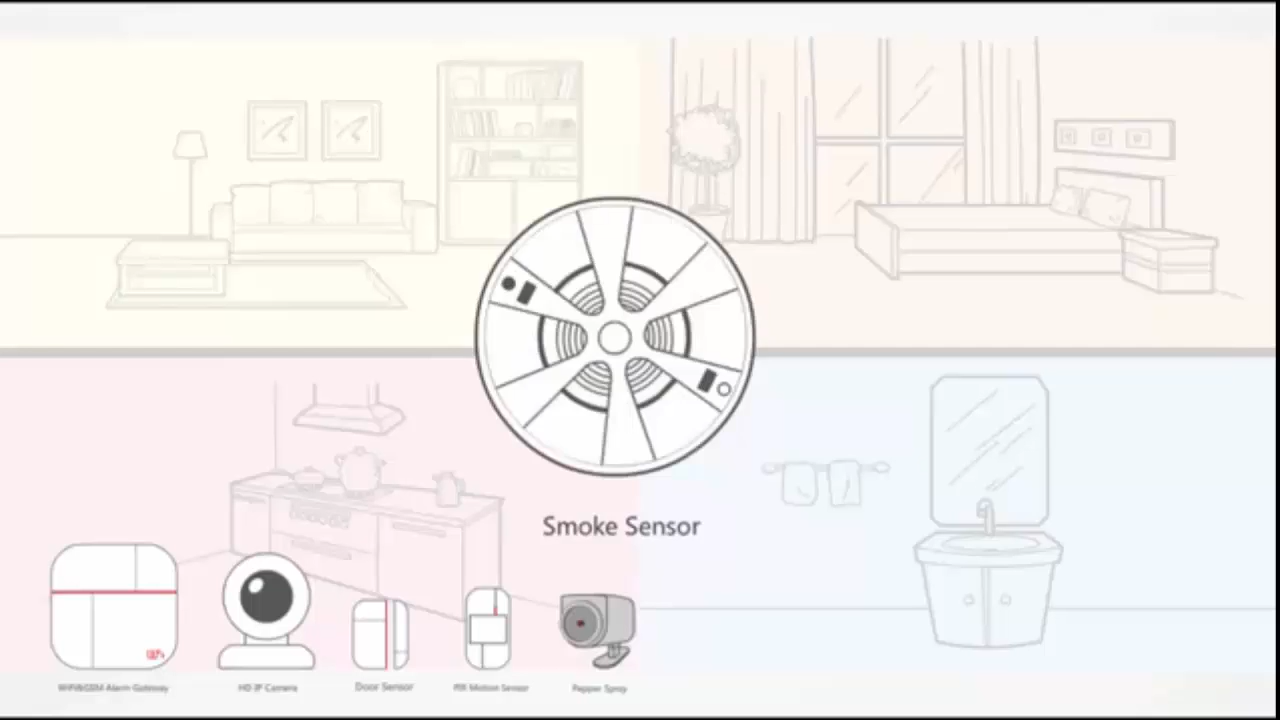 Smoke Sensor
WIFI&GSM Alarm Gateway
HD IP Camera
Door Sensor
PIR Motion Sensor
Pepper Spray